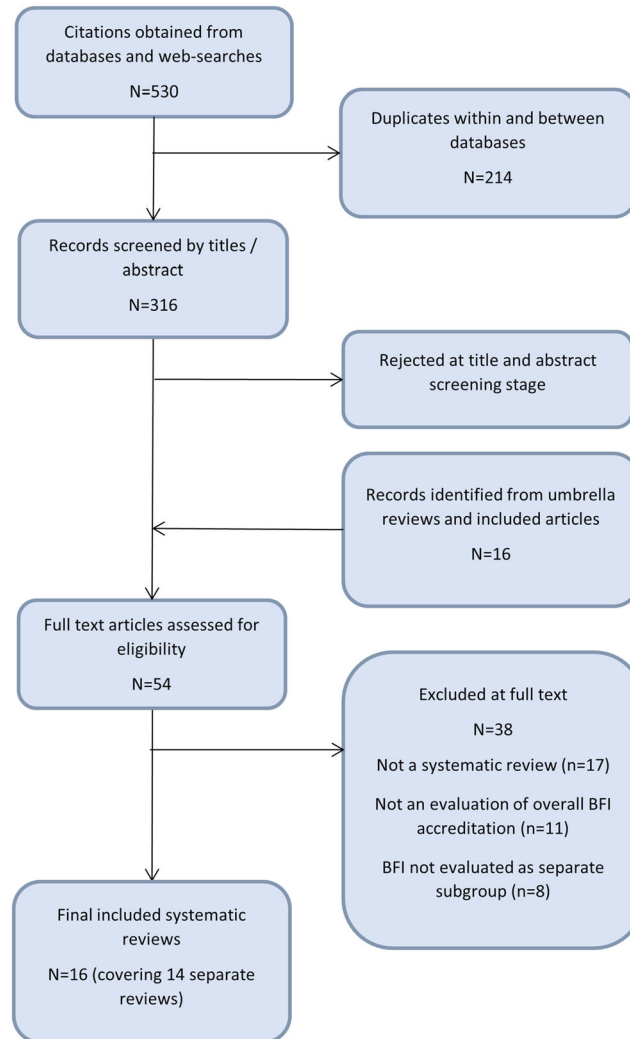 Citations obtained from
databases and web-searches
N=530
Duplicates within and between
databases
N=214
Records screened by titles /
abstract
N=316
Rejected at title and abstract
screening stage
Records identified from umbrella
reviews and included articles
N=16
Full text articles assessed for
eligibility
N=54
Excluded at full text
N=38
Not a systematic review (n=17)
Not an evaluation of overall BFI
accreditation (n=11)
BFI not evaluated as separate
subgroup (n=8)
Final included systematic
reviews
N=16 (covering 14 separate
reviews)